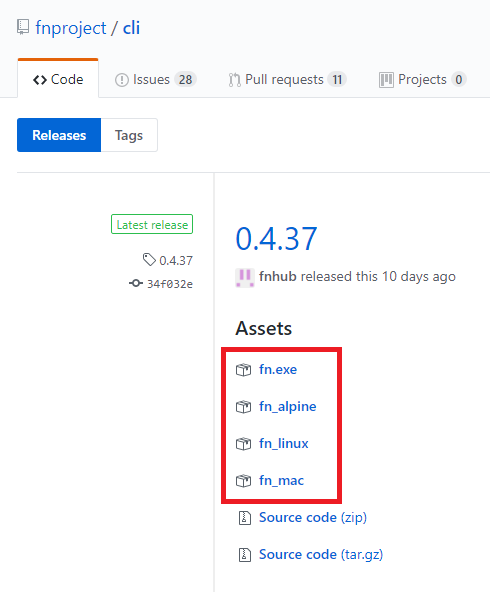 fnproject / cli
Code Issues 28 Pull requests 11 Projects 0
Releases Tags
Latest release
0.4.37
34f032e
0.4.37
fnhub released this 10 days ago
Assets
fn.exe
fn_alpine
fn_linux
fn_mac
Source code (zip)
Source code (tar.gz)